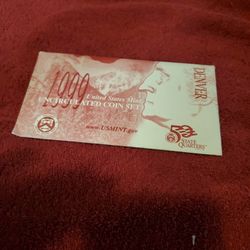 1999
United States Mint
UNCIRCULATED COIN SET
www.USMINT.gov
DENVER
50
STATE
QUARTERS